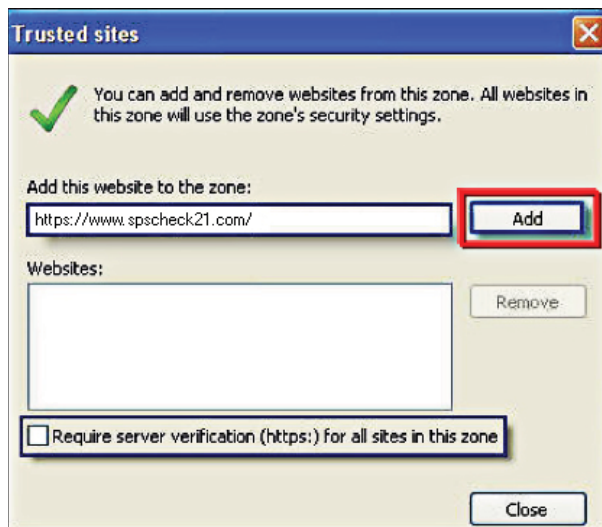 Trusted sites
You can add and remove websites from this zone. All websites in
this zone will use the zone's security settings.
Add this website to the zone:
https://www.spscheck21.com/
Add
Websites:
Remove
Require server verification (https:) for all sites in this zone
Close